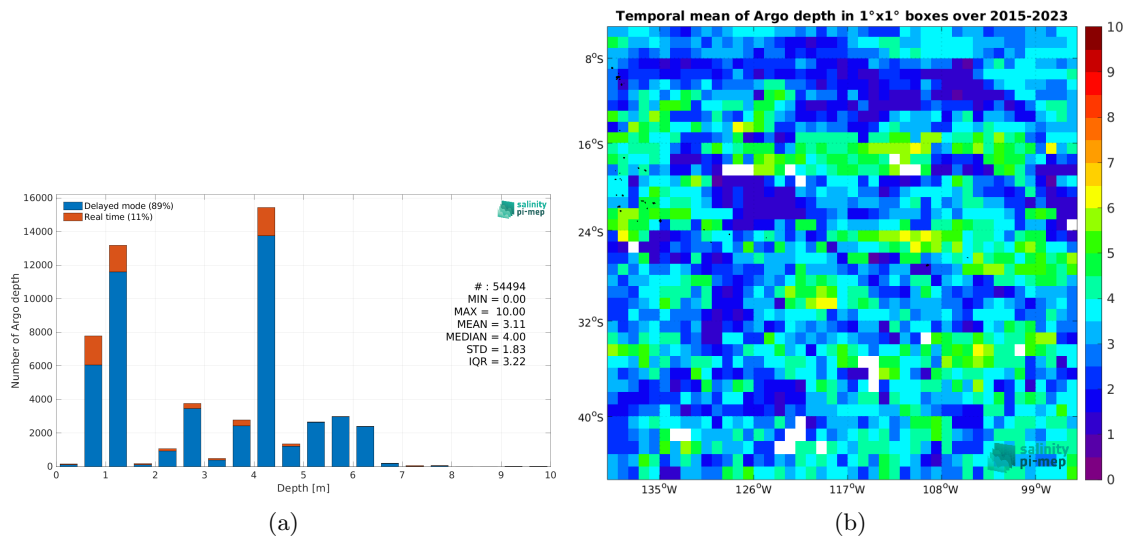 Temporal mean of Argo depth in 1°x1° boxes over 2015-2023
16000
14000
12000
10000
8000
6000
4000
2000
0
Number of Argo depth
Delayed mode (89%)
Real time (11%)
salinity
pi-mep
# : 54494
MIN = 0.00
MAX = 10.00
MEAN = 3.11
MEDIAN = 4.00
STD = 1.83
IQR = 3.22
0 1 2 3 4 5 6 7 8 9 10
Depth [m]
(a)
8°S
16°S
24°S
32°S
40°S
135°W 126°W 117°W 108°W 99°W
salinity
pi-mep
10
9
8
7
6
5
4
3
2
1
0
(b)